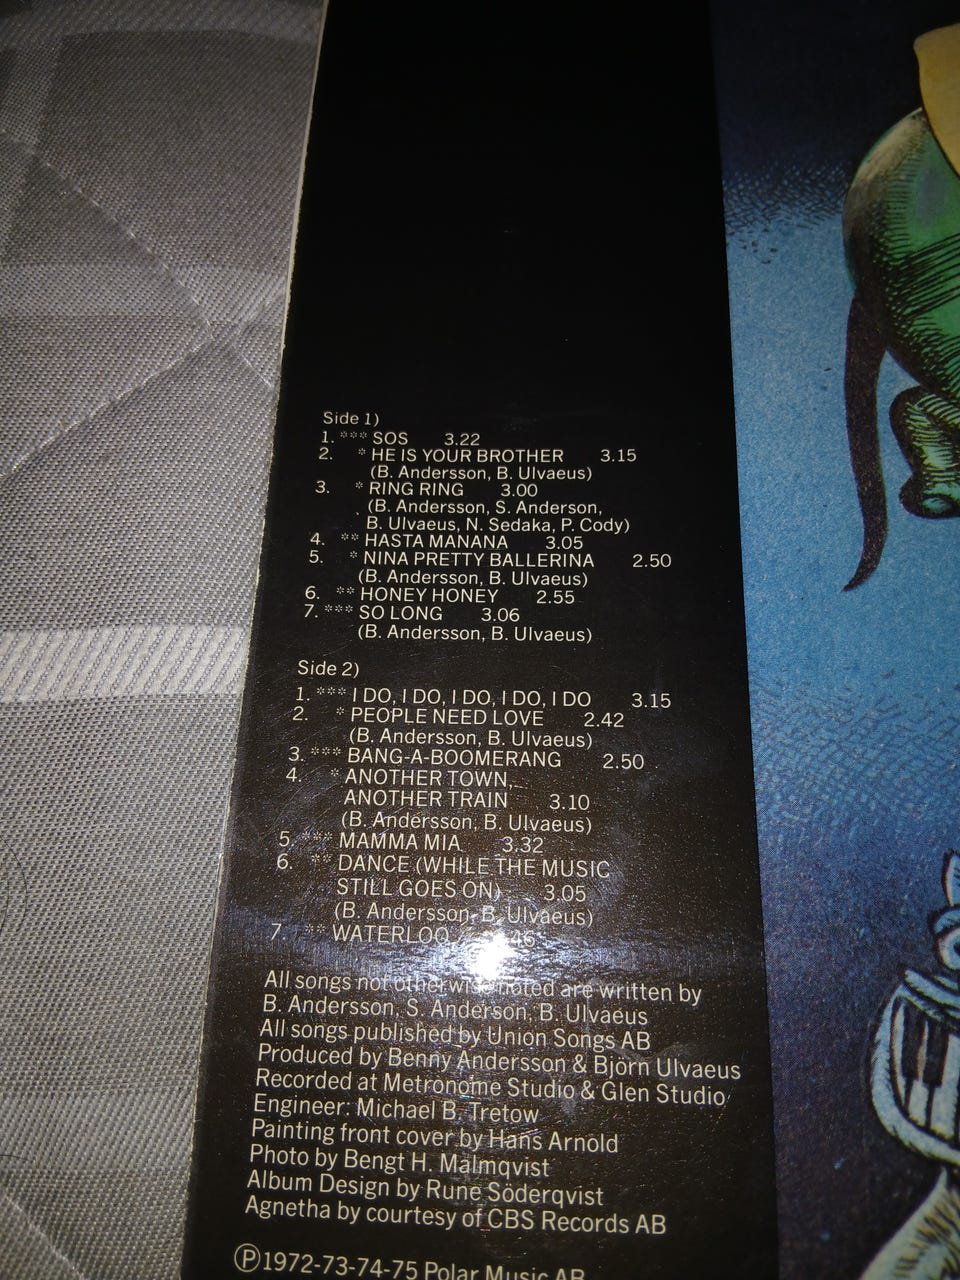 Side 1)
1. *** SOS 3.22
2. * HE IS YOUR BROTHER 3.15
(B. Andersson, B. Ulvaeus)
3. * RING RING 3.00
(B. Andersson, S. Anderson,
B. Ulvaeus, N. Sedaka, P. Cody)
4. ** HASTA MANANA 3.05
5. * NINA PRETTY BALLERINA 2.50
(B. Andersson, B. Ulvaeus)
6. ** HONEY HONEY 2.55
7. *** SO LONG 3.06
(B. Andersson, B. Ulvaeus)
Side 2)
1. *** I DO, I DO, I DO, I DO, I DO 3.15
2. * PEOPLE NEED LOVE 2.42
(B. Andersson, B. Ulvaeus)
3. *** BANG-A-BOOMERANG 2.50
4. * ANOTHER TOWN,
ANOTHER TRAIN 3.10
(B. Andersson, B. Ulvaeus)
5. *** MAMMA MIA 3.32
6. ** DANCE (WHILE THE MUSIC
STILL GOES ON) 3.05
(B. Andersson, B. Ulvaeus)
7. ** WATERLOO
All songs not otherwise noted are written by
B. Andersson, S. Anderson, B. Ulvaeus
All songs published by Union Songs AB
Produced by Benny Andersson & Björn Ulvaeus
Recorded at Metronome Studio & Glen Studio
Engineer: Michael B. Tretow
Painting front cover by Hans Arnold
Photo by Bengt H. Malmqvist
Album Design by Rune Söderqvist
Agnetha by courtesy of CBS Records AB
Ⓟ1972-73-74-75 Polar Music AB